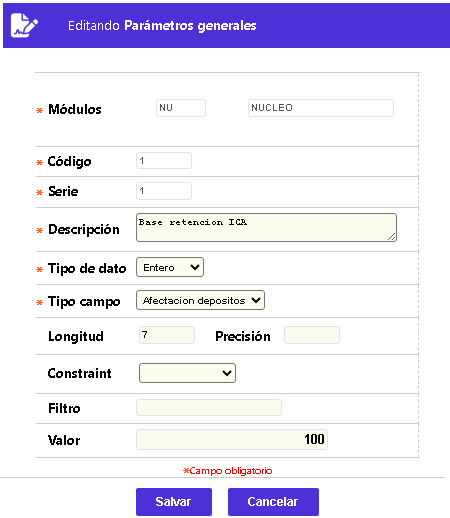 Editando Parámetros generales
* Módulos NU NUCLEO
* Código 1
* Serie 1
* Descripción Base retencion ICA
* Tipo de dato Entero
* Tipo campo Afectacion depositos
Longitud 7 Precisión
Constraint
Filtro
Valor 100
*Campo obligatorio
Salvar Cancelar